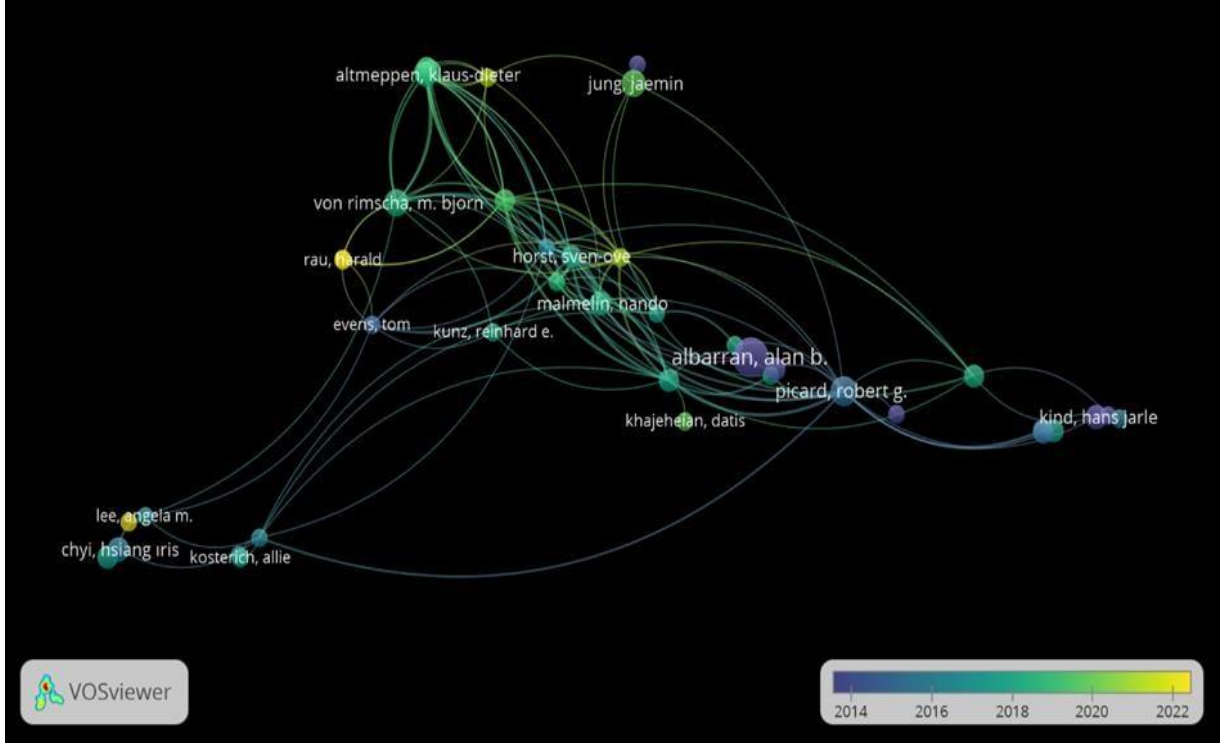 altmeppen, klaus-dieter
jung, jaemin
von rimscha, m. bjorn
rau, harald
horst, sven-ove
malmelin, nando
evens, tom
kunz, reinhard e.
albarran, alan b.
picard, robert g.
khajeheian, datis
kind, hans jarle
lee, angela m.
chyi, hsiang ırıs
kosterich, allie
VOSviewer
2014 2016 2018 2020 2022